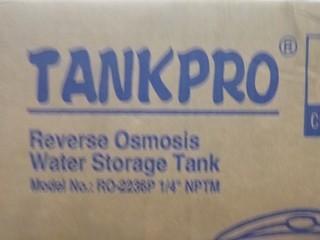 TANKPRO®
Reverse Osmosis
Water Storage Tank
Model No.: RO-2236P 1/4" NPTM
C